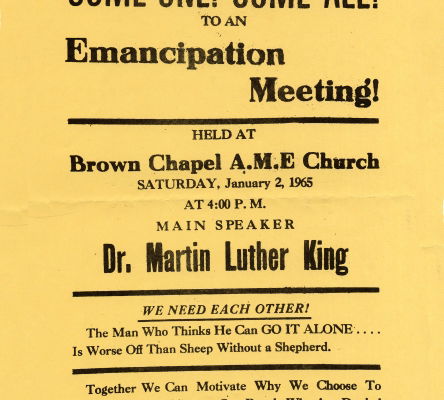 COME ONE! COME ALL!
TO AN
Emancipation
Meeting!
HELD AT
Brown Chapel A.M.E Church
SATURDAY, January 2, 1965
AT 4:00 P. M.
MAIN SPEAKER
Dr. Martin Luther King
WE NEED EACH OTHER!
The Man Who Thinks He Can GO IT ALONE . . . .
Is Worse Off Than Sheep Without a Shepherd.
Together We Can Motivate Why We Choose To